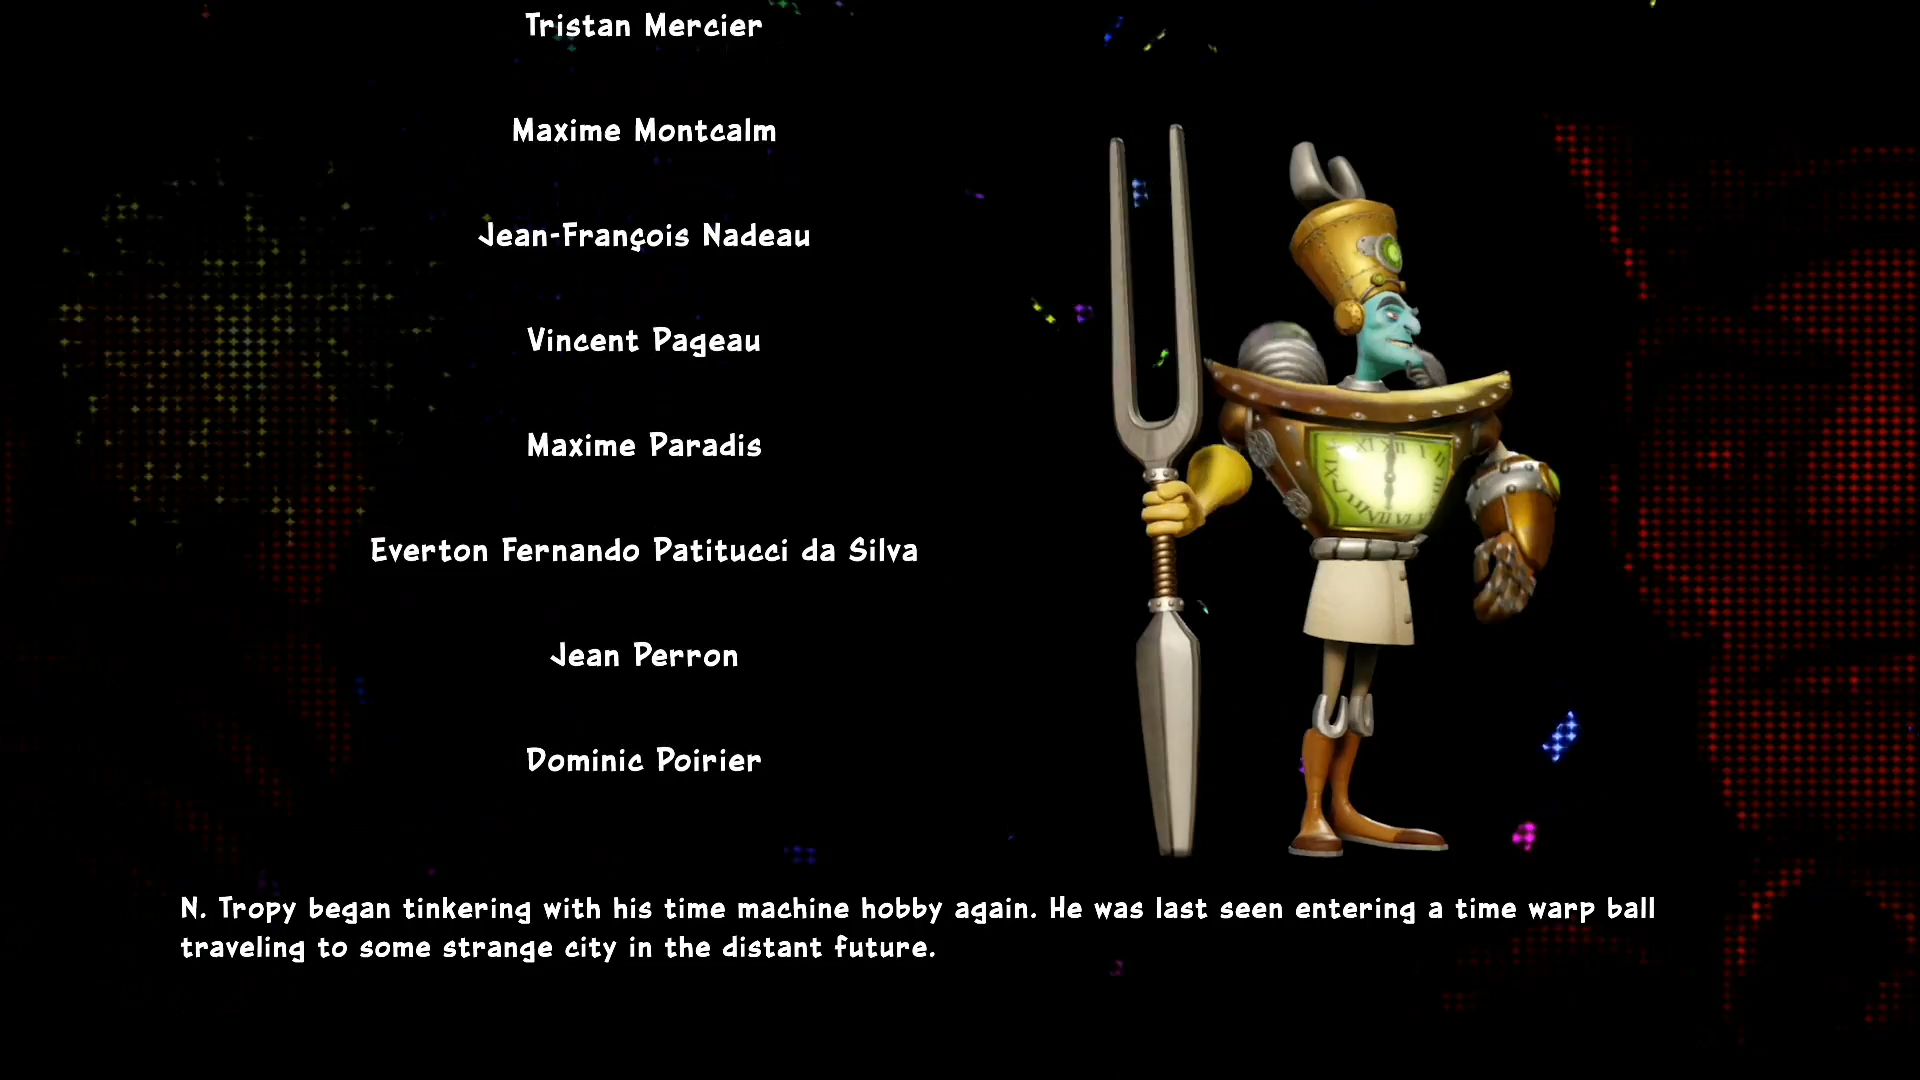 Tristan Mercier
Maxime Montcalm
Jean-François Nadeau
Vincent Pageau
Maxime Paradis
Everton Fernando Patitucci da Silva
Jean Perron
Dominic Poirier
N. Tropy began tinkering with his time machine hobby again. He was last seen entering a time warp ball
traveling to some strange city in the distant future.